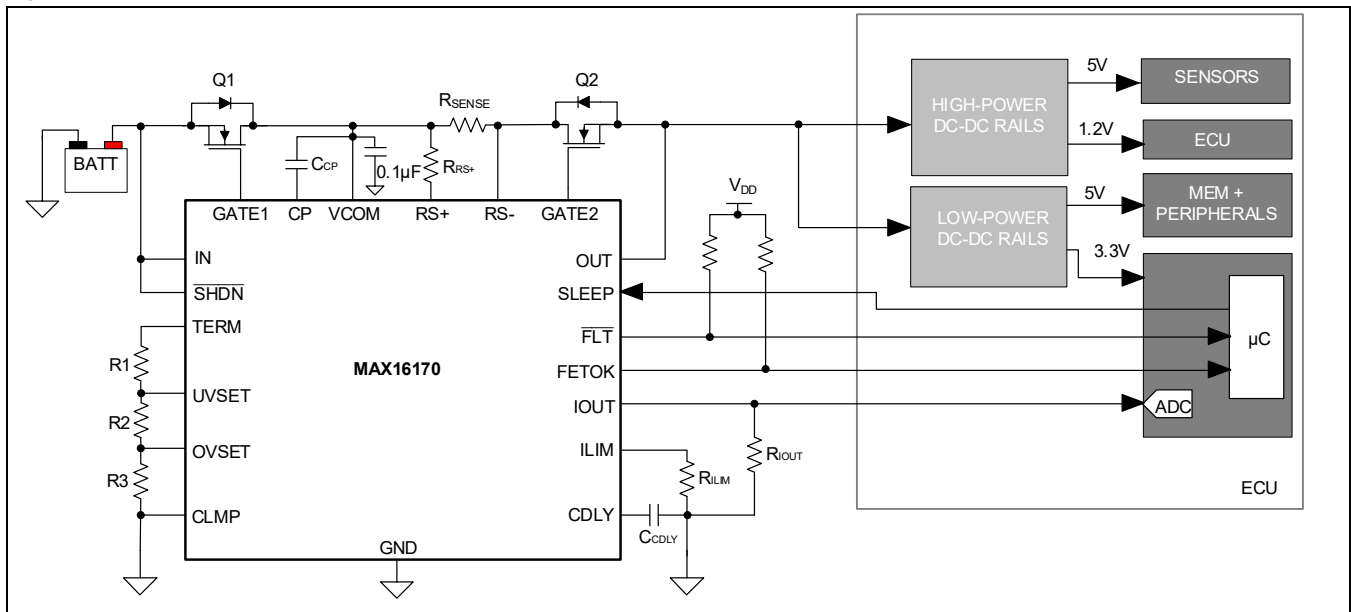 Q1
Q2
RSENSE
BATT
CCP
0.1µF
RRS+
GATE1
CP
VCOM
RS+
RS-
GATE2
IN
SHDN
TERM
UVSET
OVSET
CLMP
R1
R2
R3
MAX16170
GND
OUT
SLEEP
FLT
FETOK
IOUT
ILIM
CDLY
VDD
RILIM
RIOUT
CCDLY
HIGH-POWER
DC-DC RAILS
5V
SENSORS
1.2V
ECU
LOW-POWER
DC-DC RAILS
5V
MEM +
PERIPHERALS
3.3V
µC
ADC
ECU